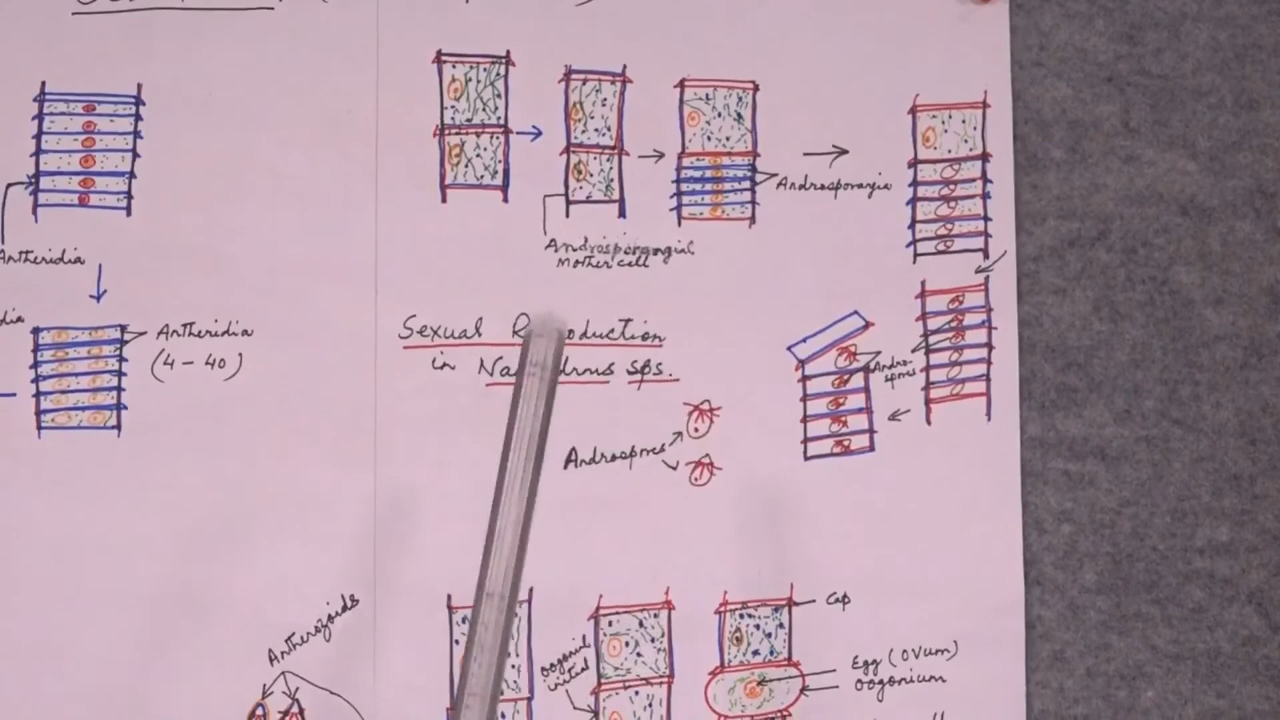 Antheridia
Antheridia
(4 - 40)
Androsporangial
Mother cell
Androsporangia
Sexual
in sps.
Andro-
spores
Androspores
Antherozoids
Oogonial
initial
Cap
Egg (Ovum)
Oogonium